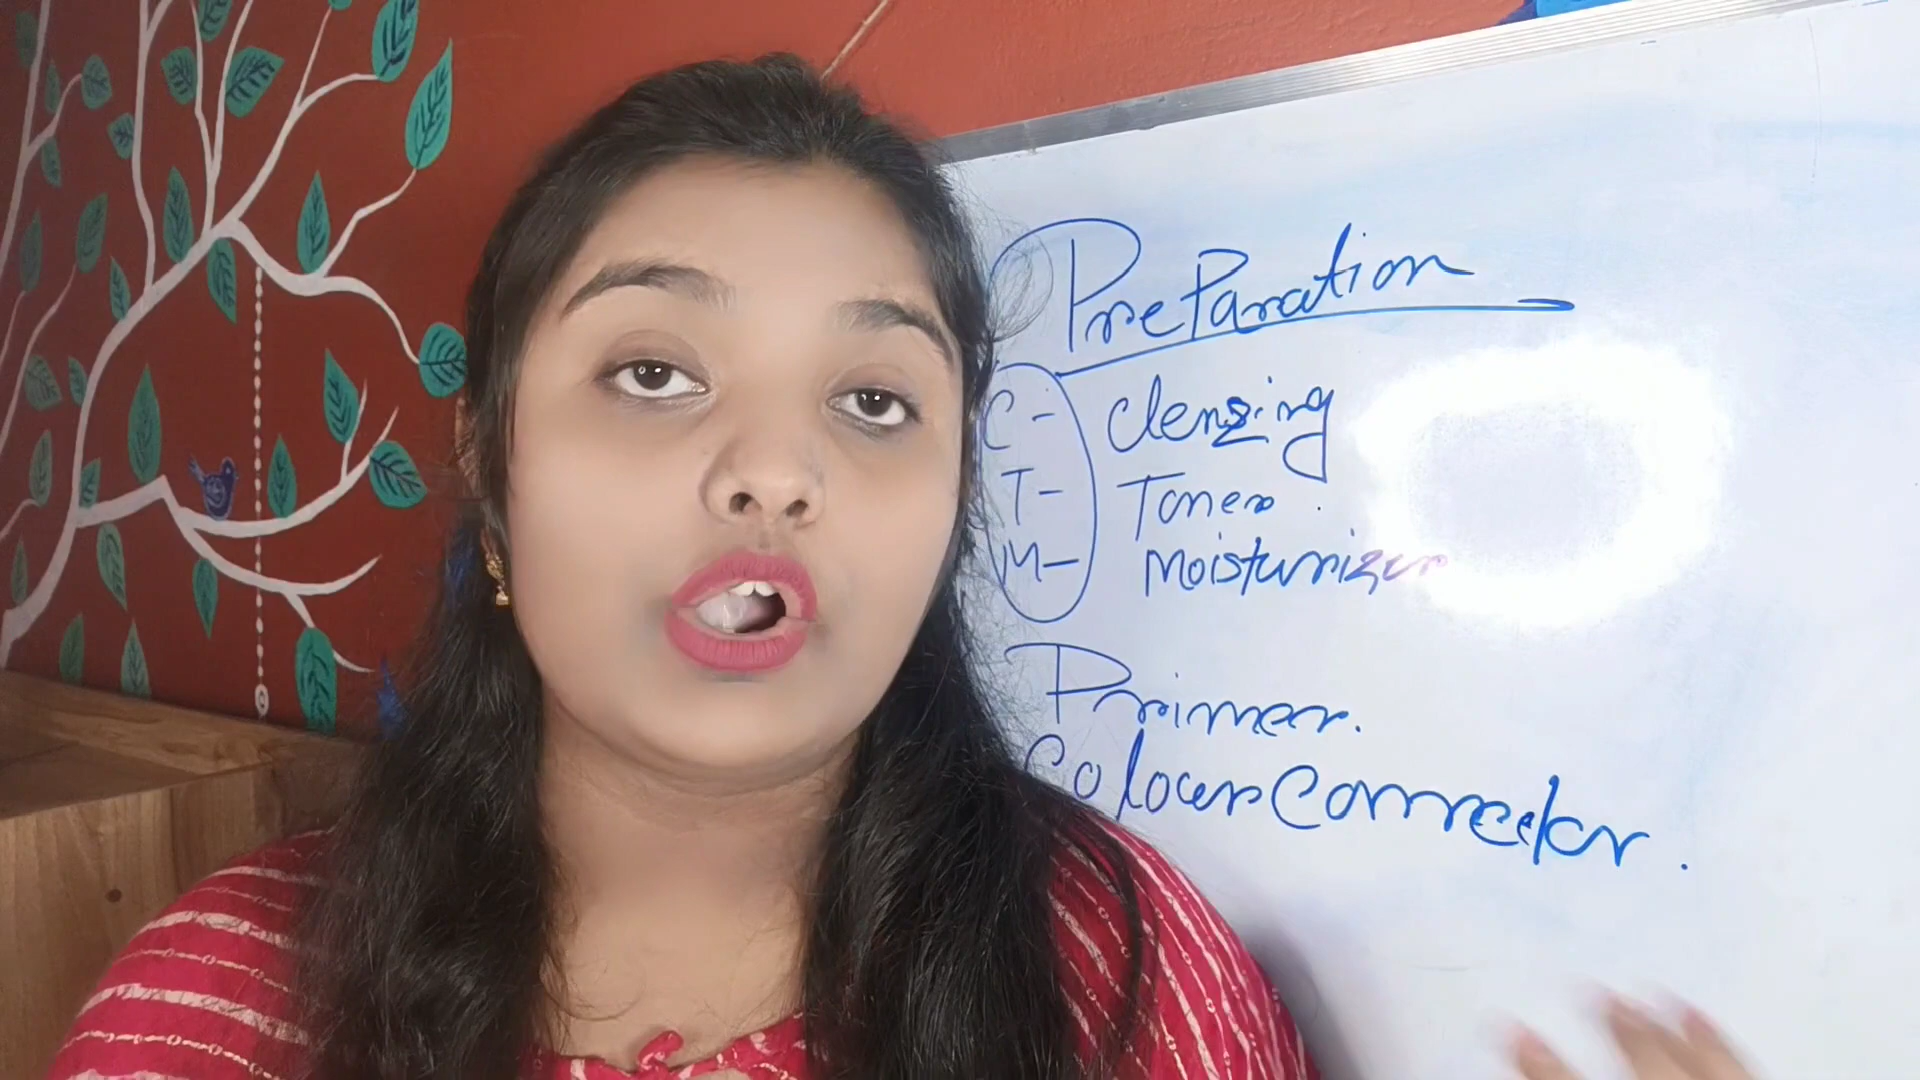 Preparation
C- Clenzing
T- Toner
M- Moisturizer
Primer.
Colour Corrector.